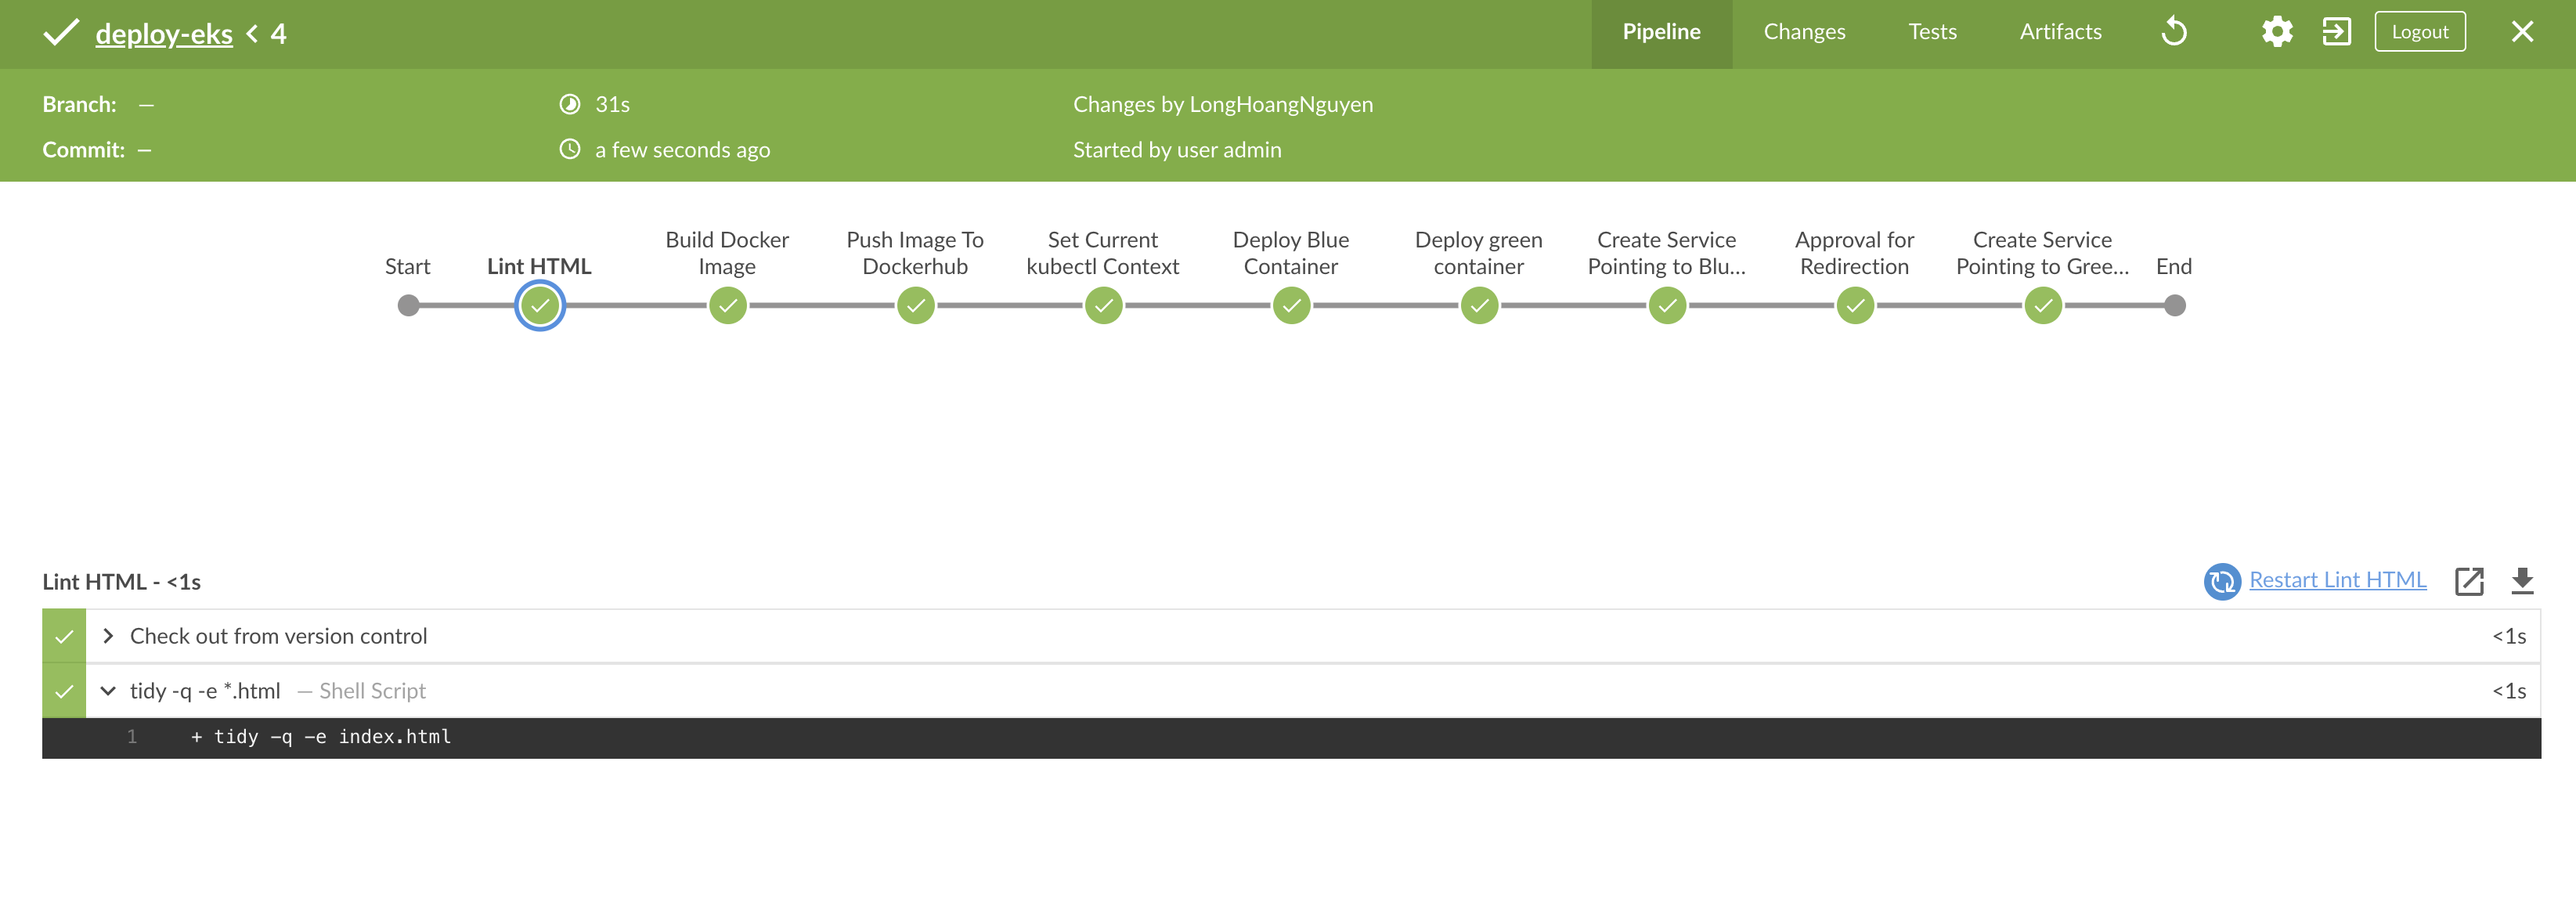 deploy-eks < 4
Pipeline Changes Tests Artifacts Logout
Branch: — 31s Changes by LongHoangNguyen
Commit: — a few seconds ago Started by user admin
Start
Lint HTML
Build Docker
Image
Push Image To
Dockerhub
Set Current
kubectl Context
Deploy Blue
Container
Deploy green
container
Create Service
Pointing to Blu...
Approval for
Redirection
Create Service
Pointing to Gree...
End
Lint HTML - <1s
Restart Lint HTML
Check out from version control <1s
tidy -q -e *.html — Shell Script <1s
1 + tidy -q -e index.html